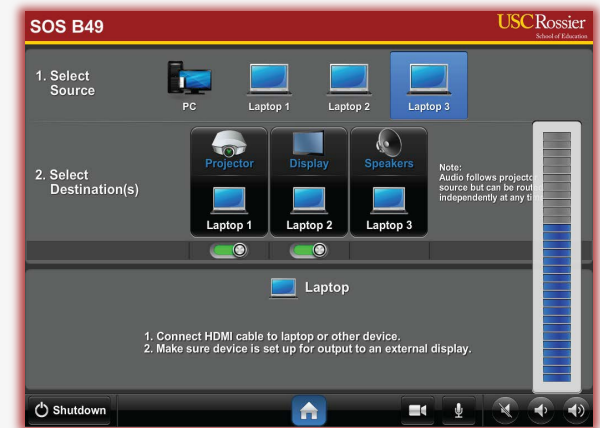 SOS B49
USC Rossier
School of Education
1. Select
Source
PC
Laptop 1
Laptop 2
Laptop 3
2. Select
Destination(s)
Projector
Display
Speakers
Laptop 1
Laptop 2
Laptop 3
Note:
Audio follows projector
source but can be route
independently at any ti
Laptop
1. Connect HDMI cable to laptop or other device.
2. Make sure device is set up for output to an external display.
Shutdown